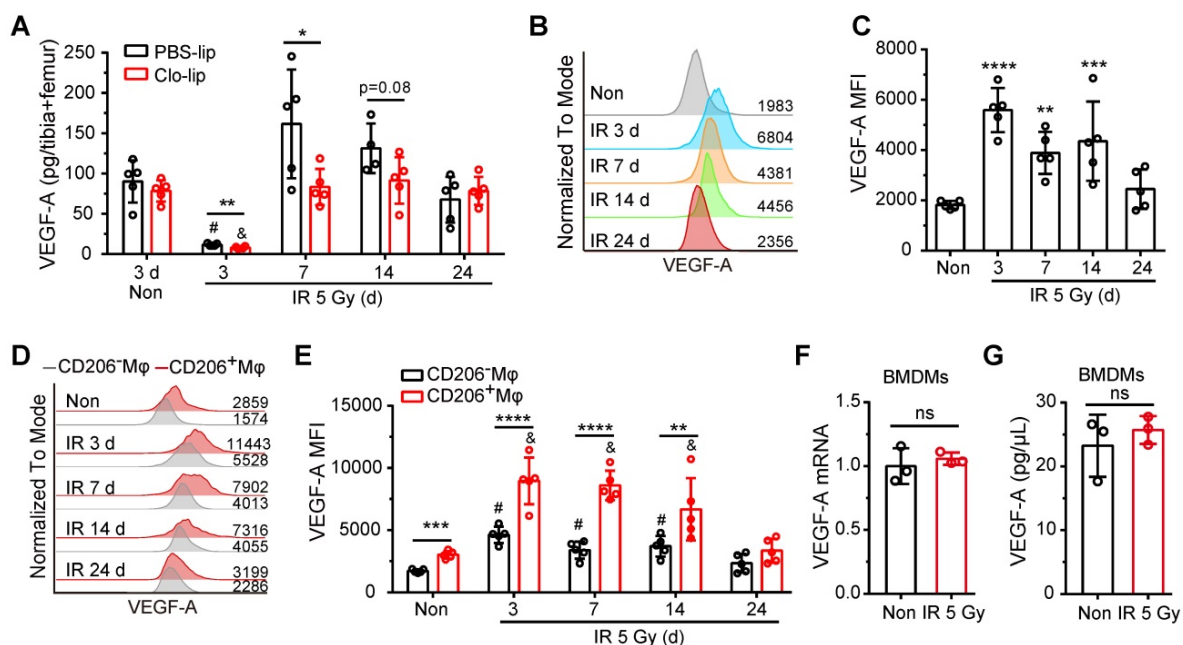 A
PBS-lip
Clo-lip
VEGF-A (pg/tibia+femur)
250
200
150
100
50
0
*
p=0.08
**
#
&
3 d
Non
3
7
14
24
IR 5 Gy (d)
B
Normalized To Mode
Non
1983
IR 3 d
6804
IR 7 d
4381
IR 14 d
4456
IR 24 d
2356
VEGF-A
C
VEGF-A MFI
8000
6000
4000
2000
0
****
**
***
Non
3
7
14
24
IR 5 Gy (d)
D
CD206⁻Mφ
CD206⁺Mφ
Normalized To Mode
Non
2859
1574
IR 3 d
11443
5528
IR 7 d
7902
4013
IR 14 d
7316
4055
IR 24 d
3199
2286
VEGF-A
E
CD206⁻Mφ
CD206⁺Mφ
VEGF-A MFI
15000
10000
5000
0
***
****
&
#
****
&
#
**
&
#
Non
3
7
14
24
IR 5 Gy (d)
F
BMDMs
VEGF-A mRNA
1.5
1.0
0.5
0.0
ns
Non IR 5 Gy
G
BMDMs
VEGF-A (pg/μL)
30
20
10
0
ns
Non IR 5 Gy